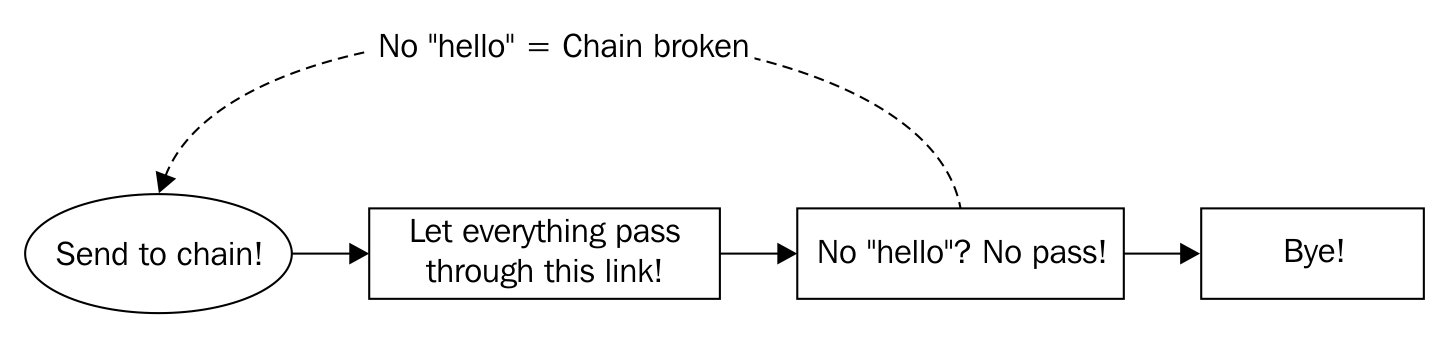 No "hello" = Chain broken
Send to chain!
Let everything pass
through this link!
No "hello"? No pass!
Bye!